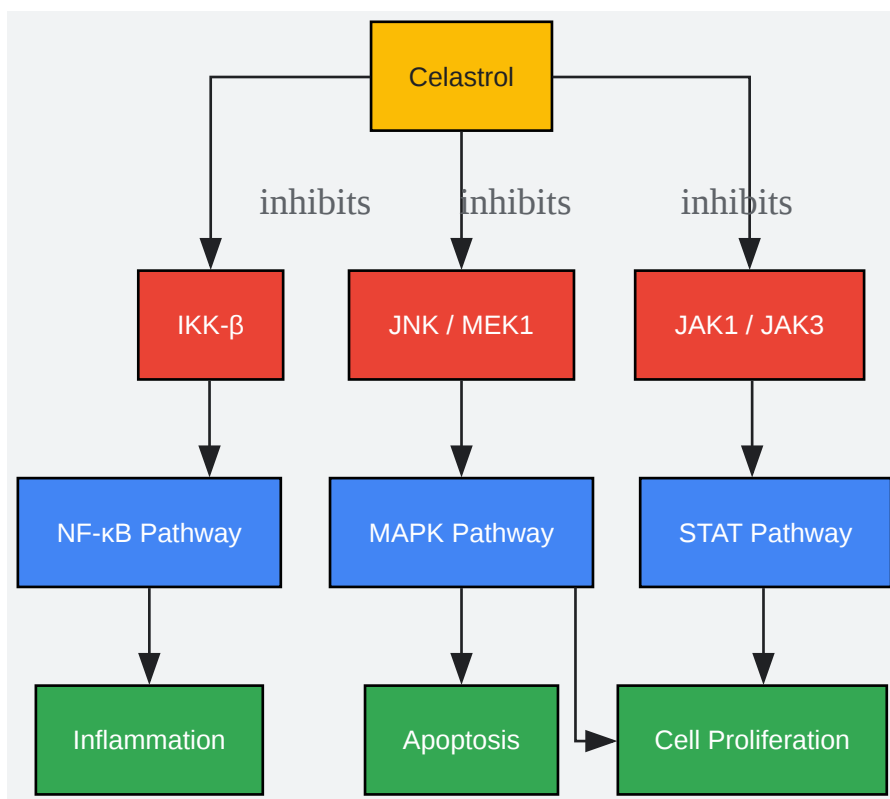 Celastrol
inhibits
inhibits
inhibits
IKK-β
JNK / MEK1
JAK1 / JAK3
NF-κB Pathway
MAPK Pathway
STAT Pathway
Inflammation
Apoptosis
Cell Proliferation